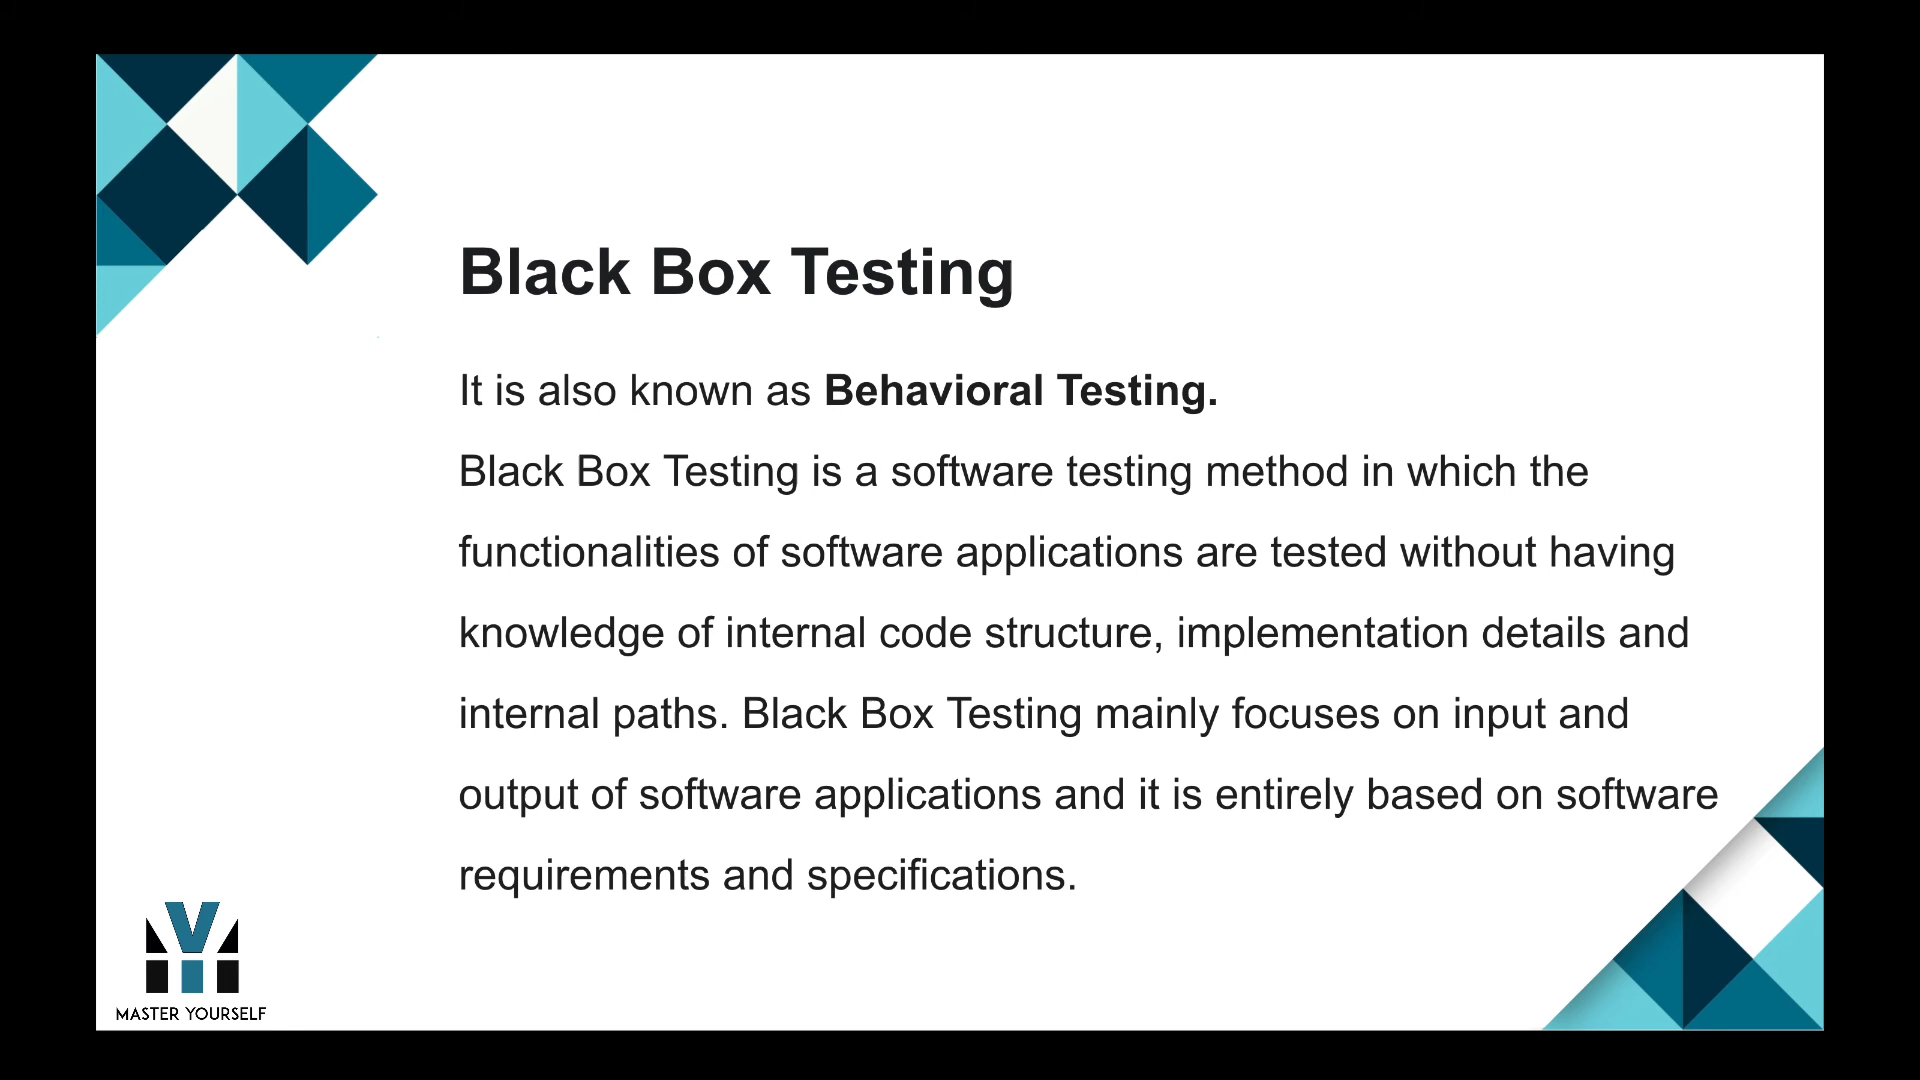 Black Box Testing
It is also known as Behavioral Testing.
Black Box Testing is a software testing method in which the
functionalities of software applications are tested without having
knowledge of internal code structure, implementation details and
internal paths. Black Box Testing mainly focuses on input and
output of software applications and it is entirely based on software
requirements and specifications.
MASTER YOURSELF